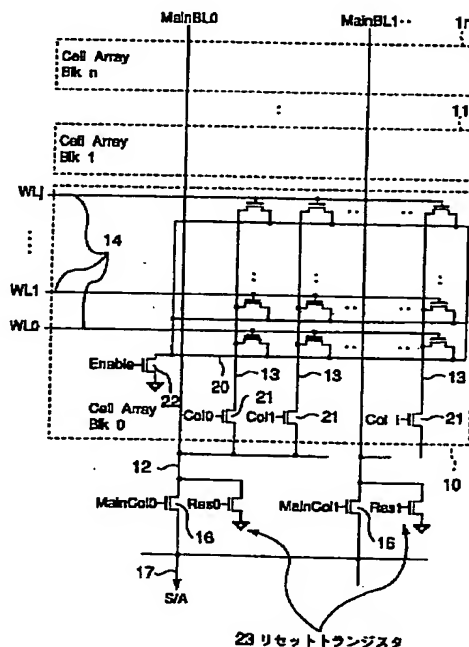 MainBL0 MainBL1··
Cell Array
Blk n
1n
Cell Array
Blk 1
11
WLj
14
WL1
WL0
Enable
22
20
13 13 13
21 21 21
Col0 Col1 Col i
Cell Array
Blk 0
12
10
MainCol0 Res0 MainCol1 Res1
16 16
17
S/A
23 リセットトランジスタ